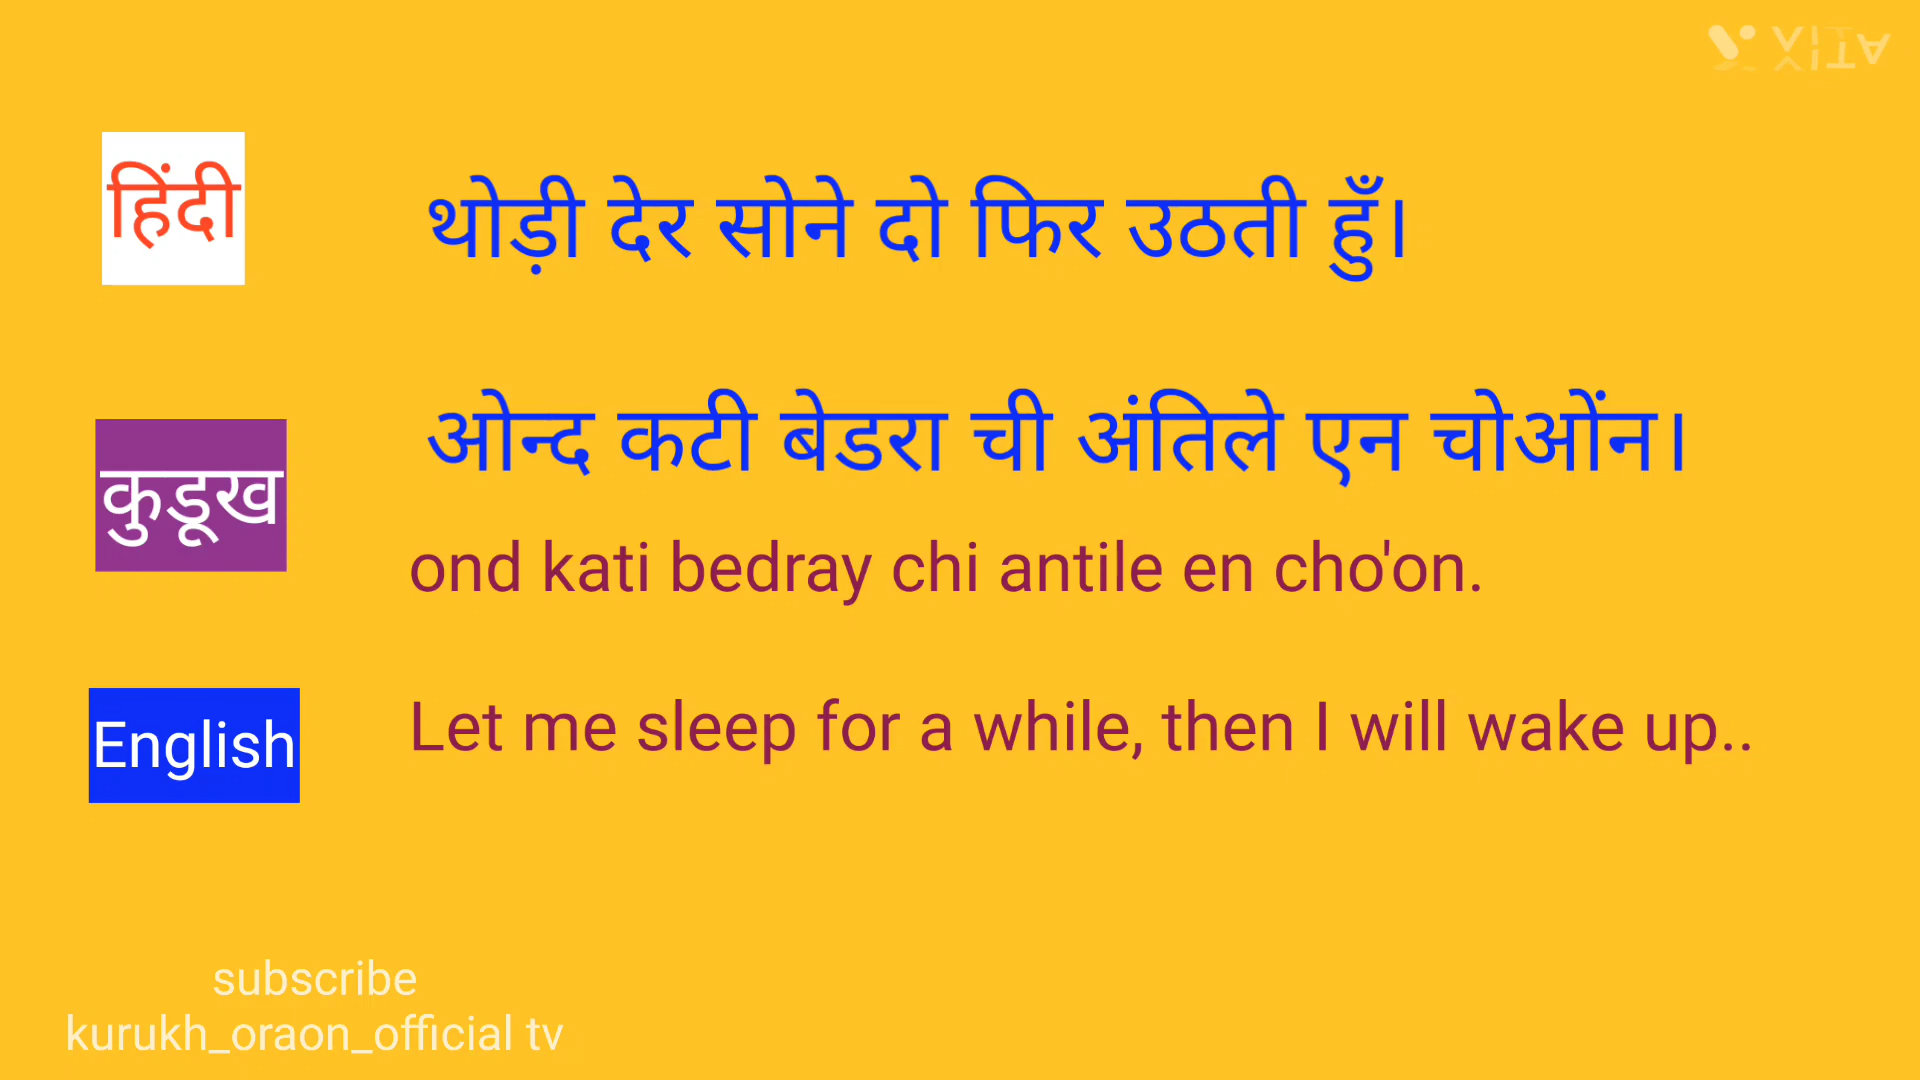 VITA
हिंदी
थोड़ी देर सोने दो फिर उठती हुँ।
कुडूख
ओन्द कटी बेडरा ची अंतिले एन चोओंन।
ond kati bedray chi antile en cho'on.
English
Let me sleep for a while, then I will wake up..
subscribe
kurukh_oraon_official tv